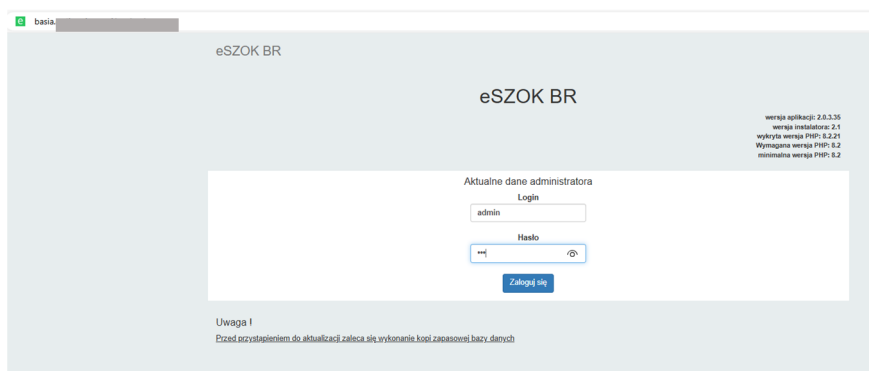 basia.
eSZOK BR
eSZOK BR
wersja aplikacji: 2.0.3.35
wersja instalatora: 2.1
wykryta wersja PHP: 8.2.21
Wymagana wersja PHP: 8.2
minimalna wersja PHP: 8.2
Aktualne dane administratora
Login
admin
Hasło
***
Zaloguj się
Uwaga !
Przed przystąpieniem do aktualizacji zaleca się wykonanie kopi zapasowej bazy danych